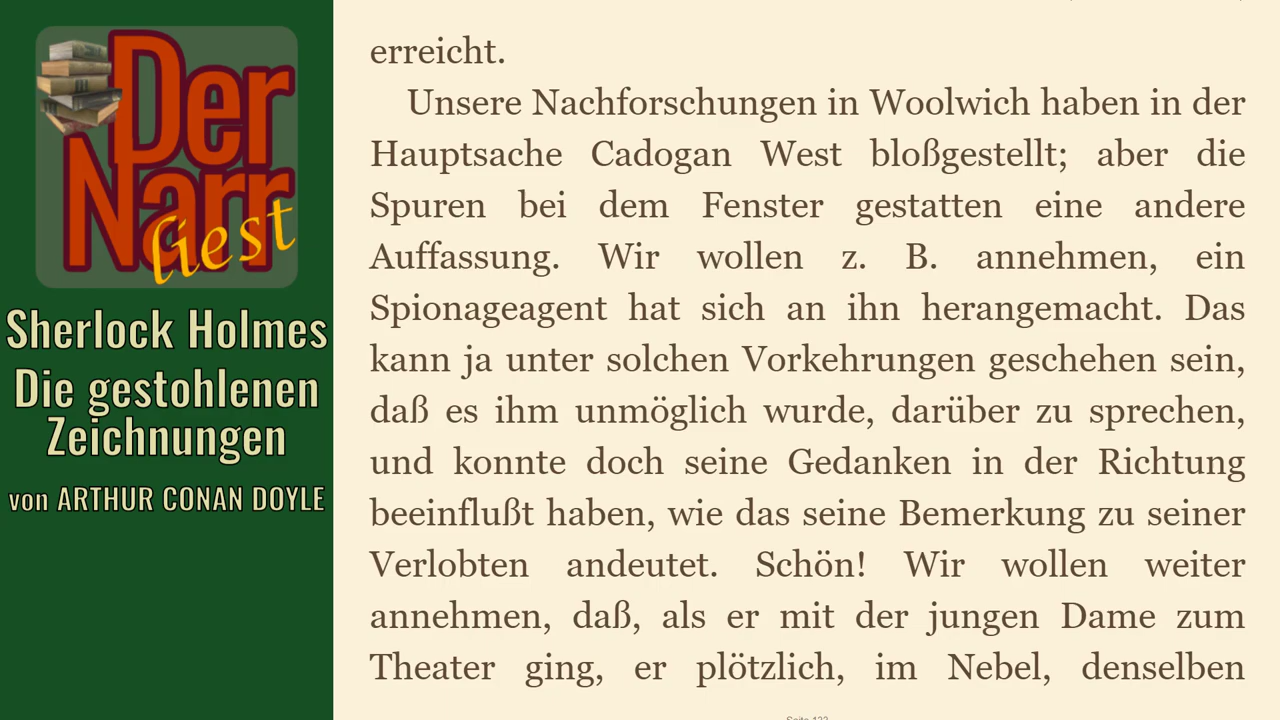 Der
Narr
liest
Sherlock Holmes
Die gestohlenen
Zeichnungen
von ARTHUR CONAN DOYLE
erreicht.
Unsere Nachforschungen in Woolwich haben in der
Hauptsache Cadogan West bloßgestellt; aber die
Spuren bei dem Fenster gestatten eine andere
Auffassung. Wir wollen z. B. annehmen, ein
Spionageagent hat sich an ihn herangemacht. Das
kann ja unter solchen Vorkehrungen geschehen sein,
daß es ihm unmöglich wurde, darüber zu sprechen,
und konnte doch seine Gedanken in der Richtung
beeinflußt haben, wie das seine Bemerkung zu seiner
Verlobten andeutet. Schön! Wir wollen weiter
annehmen, daß, als er mit der jungen Dame zum
Theater ging, er plötzlich, im Nebel, denselben